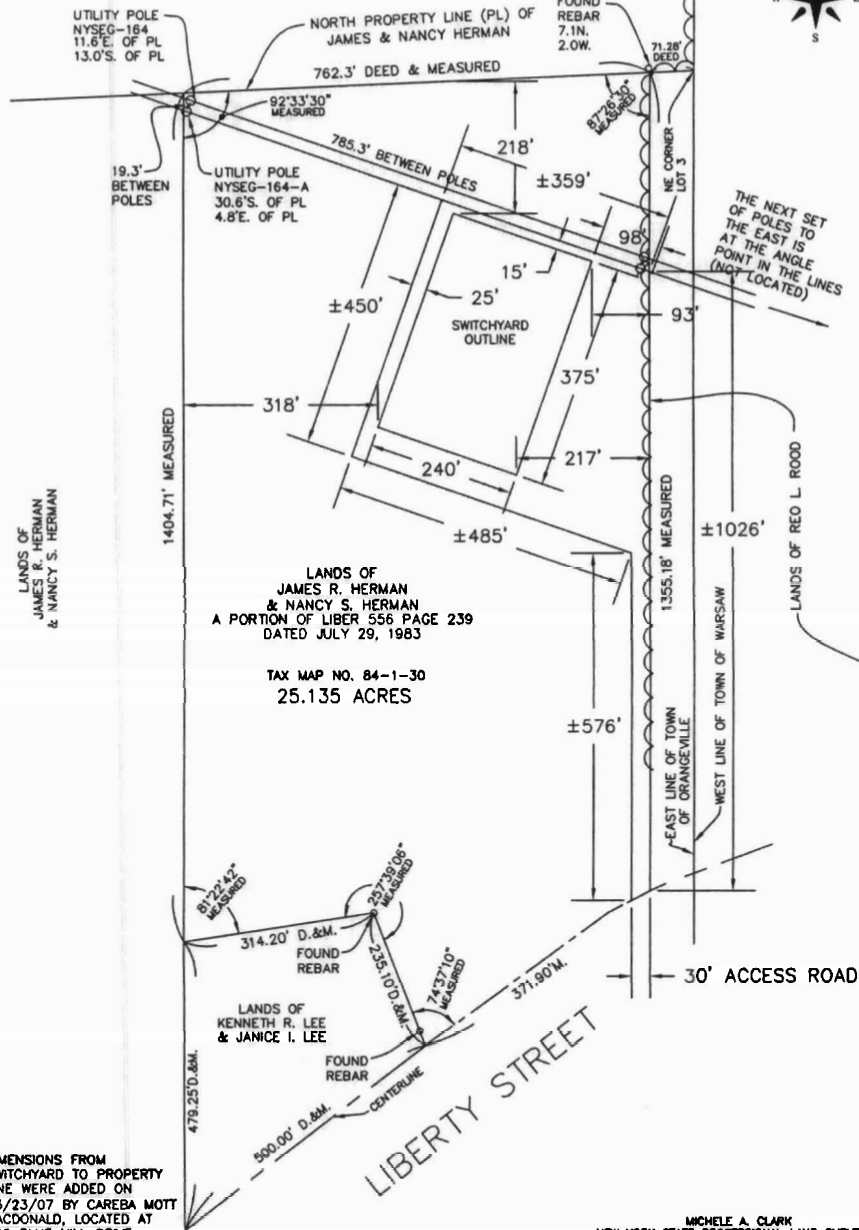 UTILITY POLE
NYSEG-164
11.6'E. OF PL
13.0'S. OF PL
NORTH PROPERTY LINE (PL) OF
JAMES & NANCY HERMAN
FOUND
REBAR
7.1N.
2.0W.
S
71.28'
DEED
762.3' DEED & MEASURED
92°33'30"
MEASURED
87°26'30"
MEASURED
19.3'
BETWEEN
POLES
UTILITY POLE
NYSEG-164-A
30.6'S. OF PL
4.8'E. OF PL
785.3' BETWEEN POLES
218'
±359'
NE CORNER
LOT 3
THE NEXT SET
OF POLES TO
THE EAST IS
AT THE ANGLE
POINT IN THE LINES
(NOT LOCATED)
98'
15'
±450'
25'
SWITCHYARD
OUTLINE
93'
375'
318'
217'
240'
±485'
1404.71' MEASURED
1355.18' MEASURED
±1026'
LANDS OF REO L. ROOD
LANDS OF
JAMES R. HERMAN
& NANCY S. HERMAN
LANDS OF
JAMES R. HERMAN
& NANCY S. HERMAN
A PORTION OF LIBER 556 PAGE 239
DATED JULY 29, 1983
TAX MAP NO. 84-1-30
25.135 ACRES
±576'
EAST LINE OF TOWN
OF ORANGEVILLE
WEST LINE OF TOWN OF WARSAW
81°22'42"
MEASURED
257°39'06"
MEASURED
314.20' D.&M.
FOUND
REBAR
235.10'D.&M.
74°37'10"
MEASURED
371.90'M.
30' ACCESS ROAD
LANDS OF
KENNETH R. LEE
& JANICE I. LEE
FOUND
REBAR
479.25'D.&M.
500.00' D.&M.
CENTERLINE
LIBERTY STREET
MENSIONS FROM
WITCHYARD TO PROPERTY
NE WERE ADDED ON
/23/07 BY CAREBA MOTT
ACDONALD, LOCATED AT
MICHELE A. CLARK